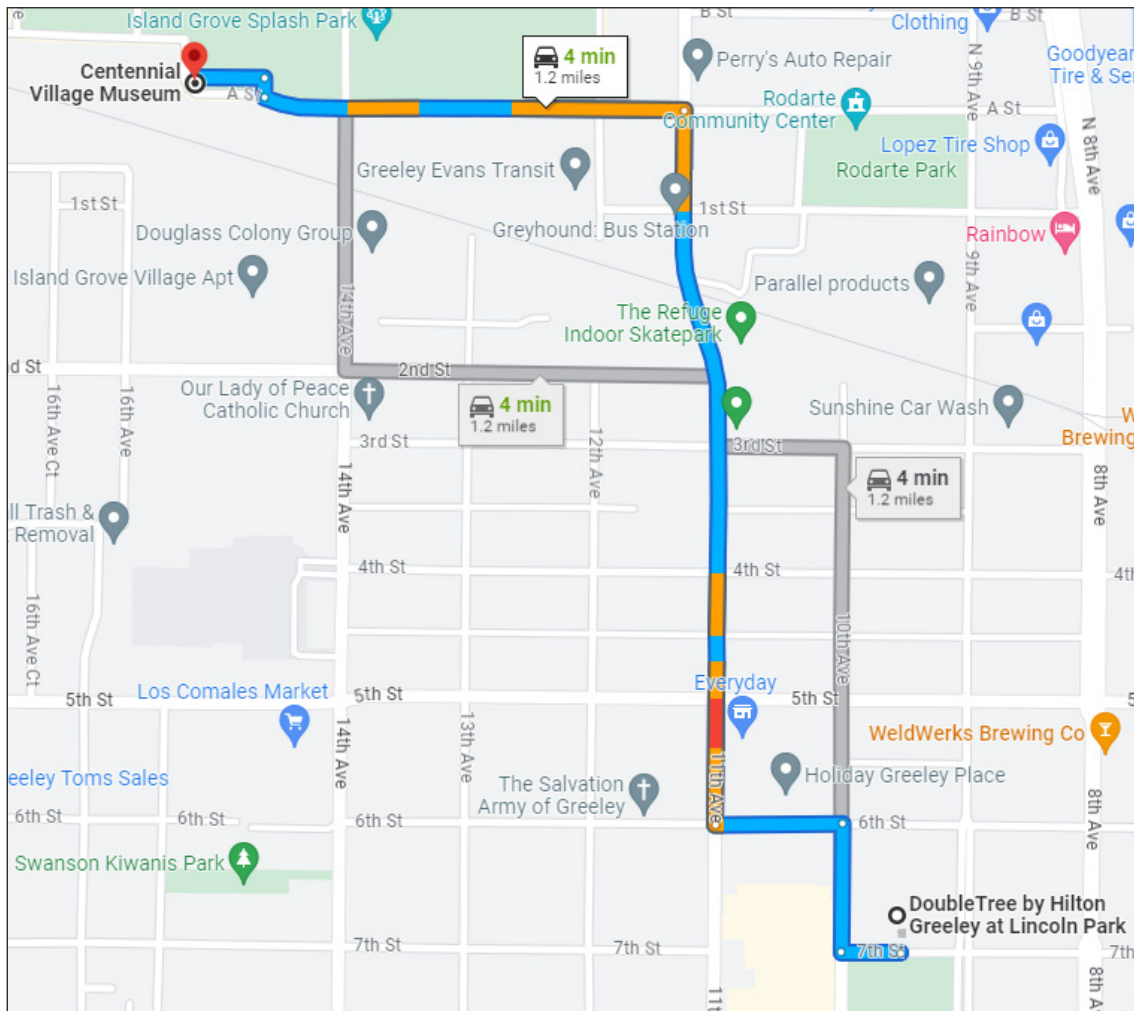 Island Grove Splash Park
B St
B St
Clothing
N 9th Ave
Goodyear
Tire & Ser
4 min
1.2 miles
Perry's Auto Repair
Centennial
Village Museum
A St
Rodarte
Community Center
A St
N 8th Ave
Lopez Tire Shop
Greeley Evans Transit
Rodarte Park
1st St
1st St
Douglass Colony Group
Greyhound: Bus Station
Rainbow
9th Ave
Island Grove Village Apt
14th Ave
Parallel products
The Refuge
Indoor Skatepark
nd St
2nd St
16th Ave Ct
16th Ave
Our Lady of Peace
Catholic Church
4 min
1.2 miles
Sunshine Car Wash
Brewing
3rd St
12th Ave
3rd St
4 min
1.2 miles
14th Ave
8th Ave
ll Trash &
Removal
4th St
4th St
4t
16th Ave Ct
10th Ave
Los Comales Market
Everyday
5th St
5th St
5th St
5
14th Ave
13th Ave
WeldWerks Brewing Co
eeley Toms Sales
The Salvation
Army of Greeley
11th Ave
Holiday Greeley Place
8th Ave
6th St
6th St
6th St
6th St
Swanson Kiwanis Park
DoubleTree by Hilton
Greeley at Lincoln Park
7th St
7th St
7th St
7th
11t
8th Ave